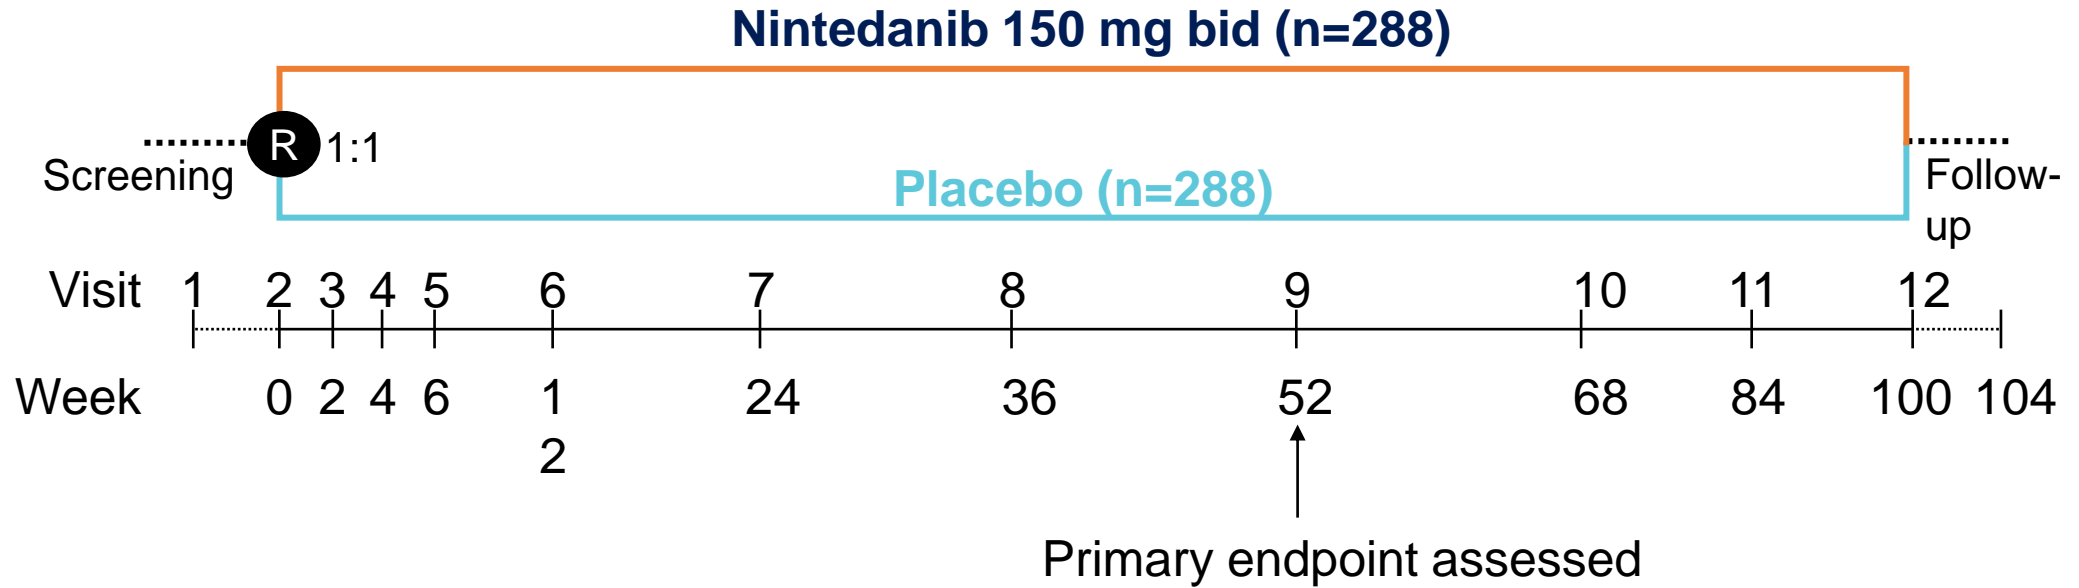 Nintedanib 150 mg bid (n=288)
R 1:1
Screening
Placebo (n=288)
Follow-
up
Visit 1 2 3 4 5 6 7 8 9 10 11 12
Week 0 2 4 6 1 24 36 52 68 84 100 104
2
Primary endpoint assessed